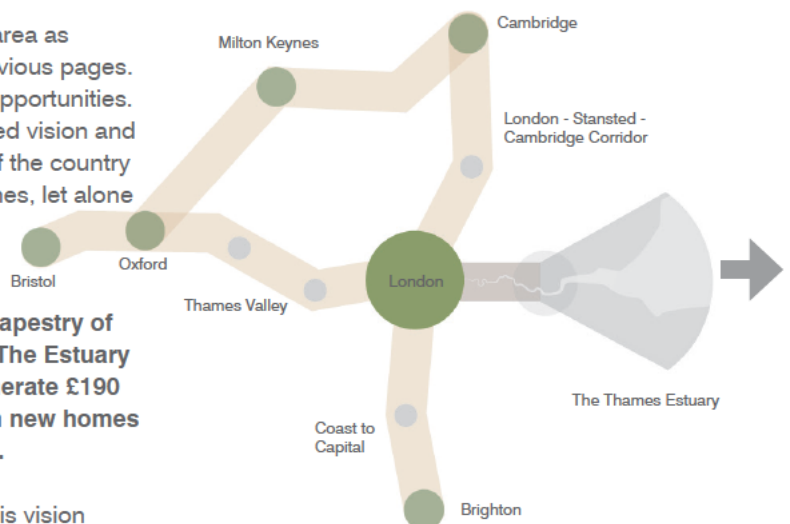 area as
vious pages.
pportunities.
ed vision and
f the country
nes, let alone
apestry of
The Estuary
erate £190
n new homes
.
is vision
Cambridge
Milton Keynes
London - Stansted -
Cambridge Corridor
Oxford
Bristol
London
Thames Valley
The Thames Estuary
Coast to
Capital
Brighton